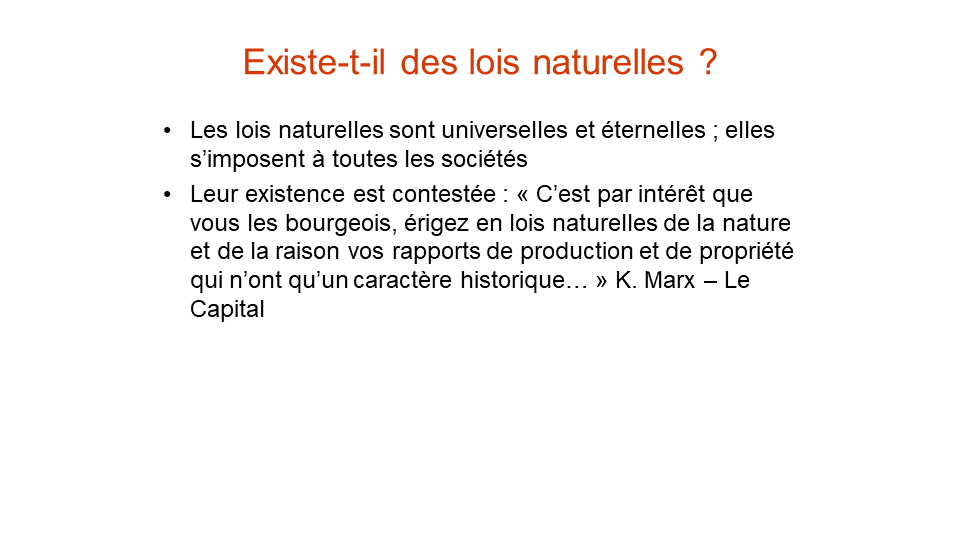 Existe-t-il des lois naturelles ?
• Les lois naturelles sont universelles et éternelles ; elles
s’imposent à toutes les sociétés
• Leur existence est contestée : « C’est par intérêt que
vous les bourgeois, érigez en lois naturelles de la nature
et de la raison vos rapports de production et de propriété
qui n’ont qu’un caractère historique… » K. Marx – Le
Capital